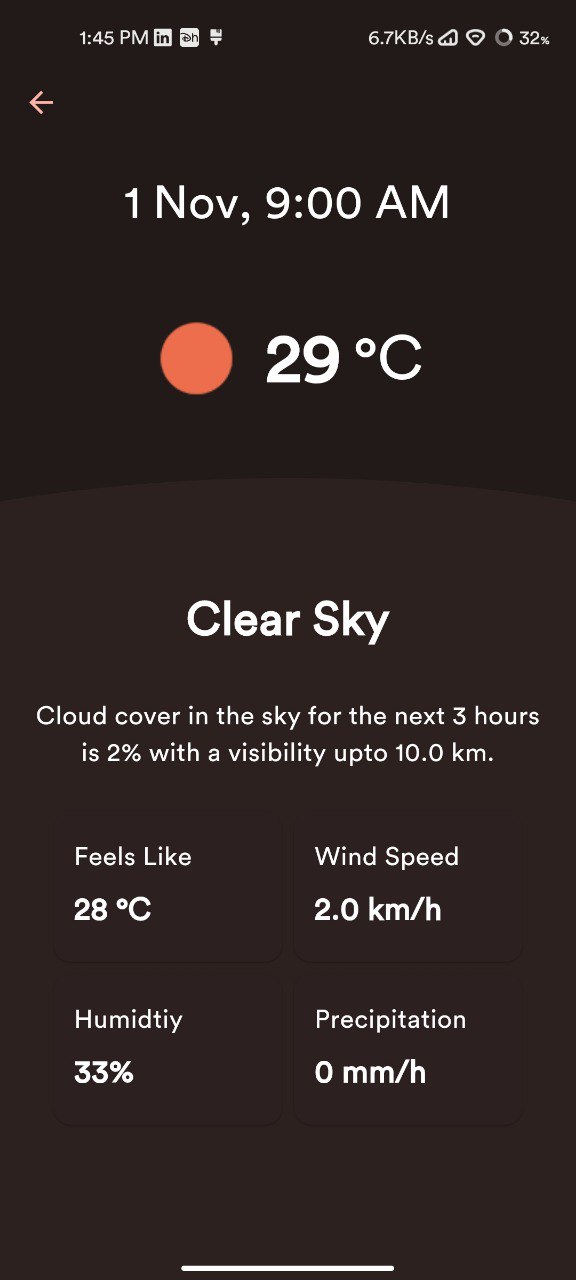 1:45 PM in Dh 6.7KB/s 32%
1 Nov, 9:00 AM
29 °C
Clear Sky
Cloud cover in the sky for the next 3 hours
is 2% with a visibility upto 10.0 km.
Feels Like Wind Speed
28 °C 2.0 km/h
Humidtiy Precipitation
33% 0 mm/h